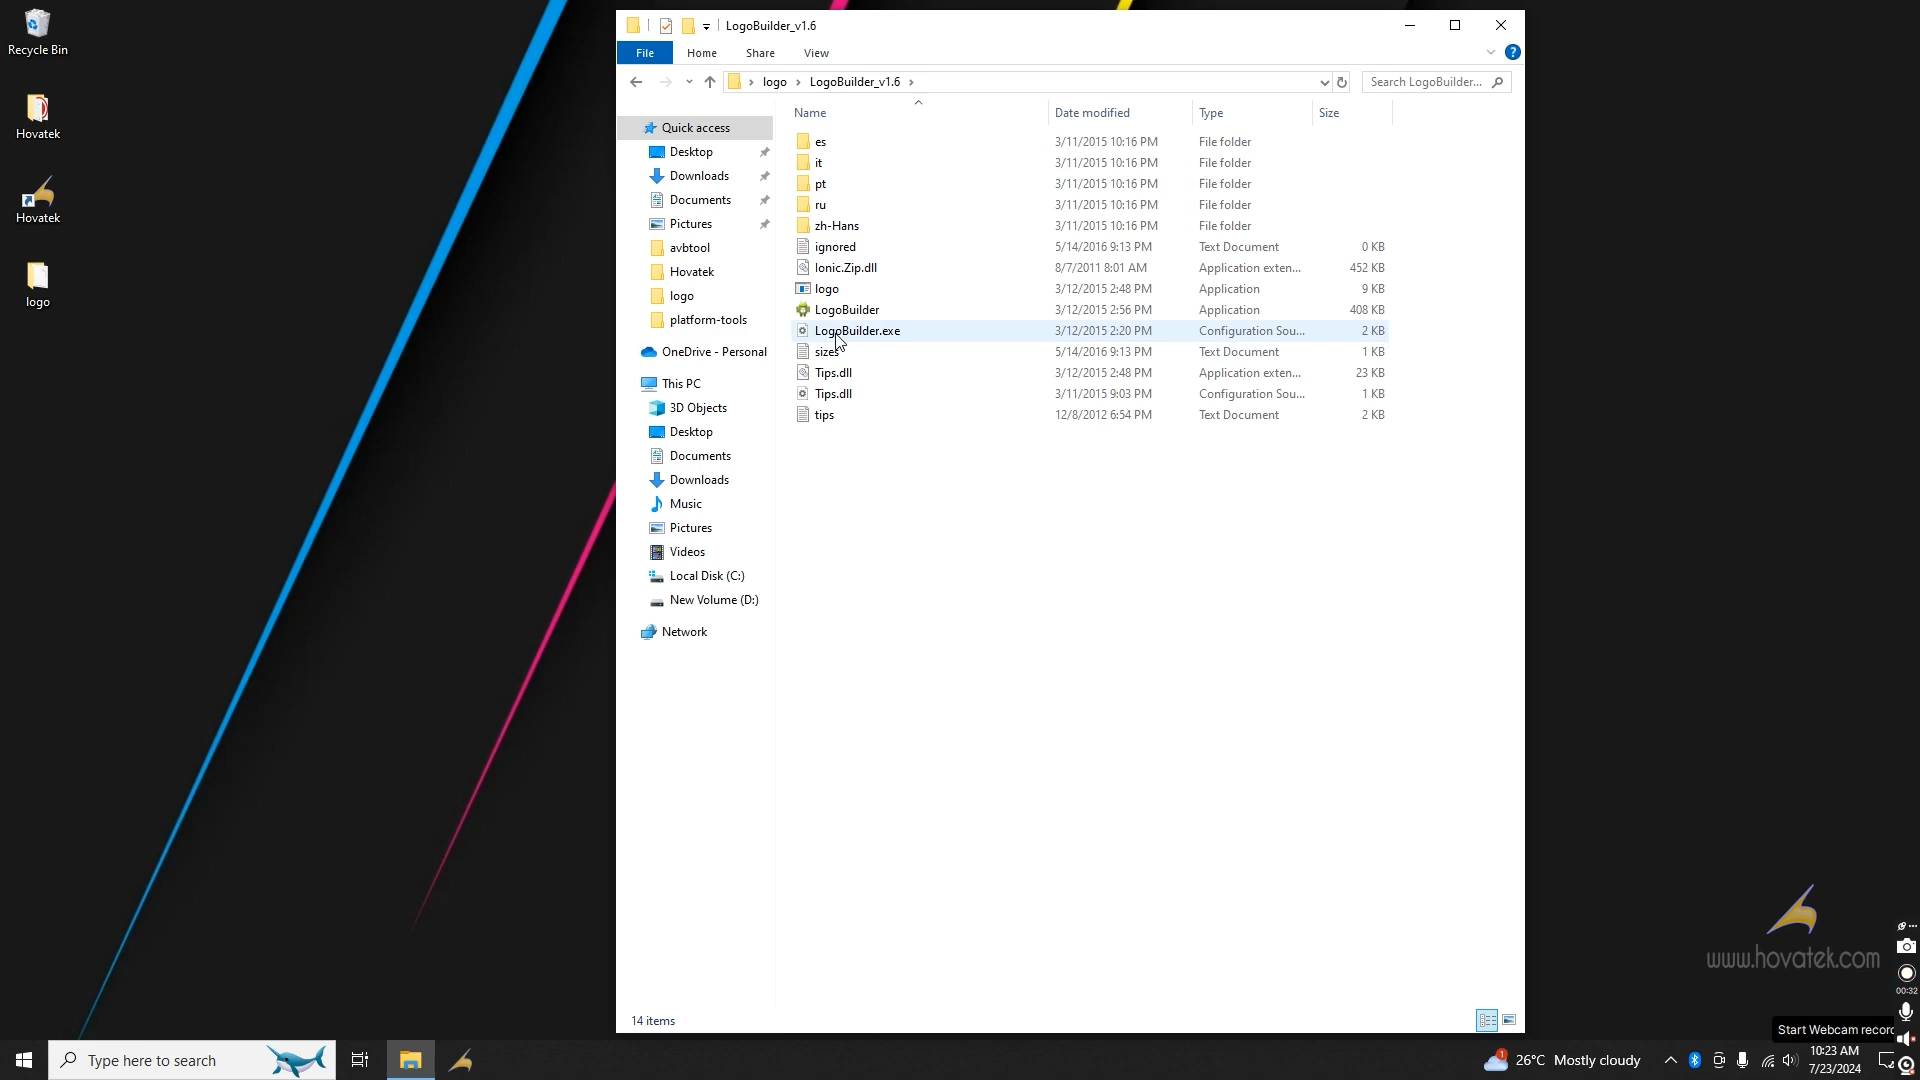 Recycle Bin
Hovatek
Hovatek
logo
LogoBuilder_v1.6
File Home Share View
logo LogoBuilder_v1.6
Search LogoBuilder...
Name Date modified Type Size
Quick access
Desktop
Downloads
Documents
Pictures
avbtool
Hovatek
logo
platform-tools
OneDrive - Personal
This PC
3D Objects
Desktop
Documents
Downloads
Music
Pictures
Videos
Local Disk (C:)
New Volume (D:)
Network
es 3/11/2015 10:16 PM File folder
it 3/11/2015 10:16 PM File folder
pt 3/11/2015 10:16 PM File folder
ru 3/11/2015 10:16 PM File folder
zh-Hans 3/11/2015 10:16 PM File folder
ignored 5/14/2016 9:13 PM Text Document 0 KB
Ionic.Zip.dll 8/7/2011 8:01 AM Application exten... 452 KB
logo 3/12/2015 2:48 PM Application 9 KB
LogoBuilder 3/12/2015 2:56 PM Application 408 KB
LogoBuilder.exe 3/12/2015 2:20 PM Configuration Sou... 2 KB
sizes 5/14/2016 9:13 PM Text Document 1 KB
Tips.dll 3/12/2015 2:48 PM Application exten... 23 KB
Tips.dll 3/11/2015 9:03 PM Configuration Sou... 1 KB
tips 12/8/2012 6:54 PM Text Document 2 KB
14 items
www.hovatek.com
00:32
Start Webcam recorc
Type here to search
1
26°C Mostly cloudy
10:23 AM
7/23/2024